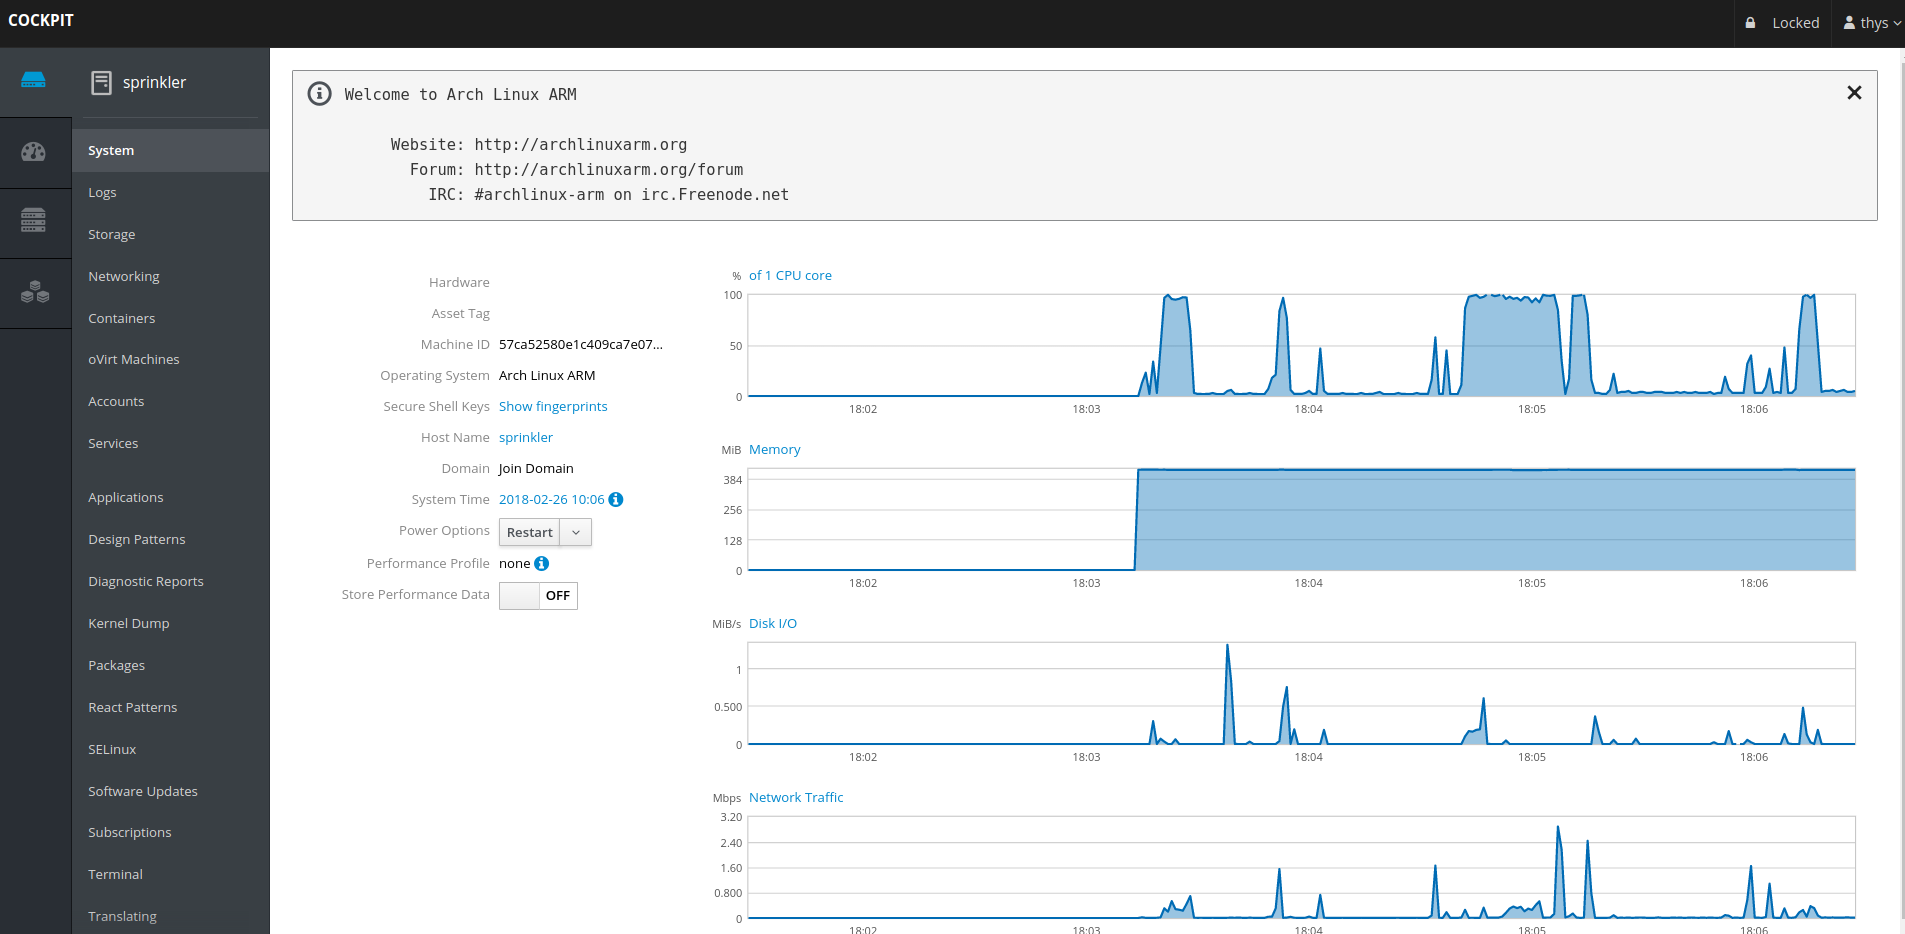 COCKPIT
Locked
thys
sprinkler
System
Logs
Storage
Networking
Containers
oVirt Machines
Accounts
Services
Applications
Design Patterns
Diagnostic Reports
Kernel Dump
Packages
React Patterns
SELinux
Software Updates
Subscriptions
Terminal
Translating
Welcome to Arch Linux ARM
Website: http://archlinuxarm.org
Forum: http://archlinuxarm.org/forum
IRC: #archlinux-arm on irc.Freenode.net
Hardware
Asset Tag
Machine ID 57ca52580e1c409ca7e07...
Operating System Arch Linux ARM
Secure Shell Keys Show fingerprints
Host Name sprinkler
Domain Join Domain
System Time 2018-02-26 10:06
Power Options Restart
Performance Profile none
Store Performance Data OFF
% of 1 CPU core
100
50
0
18:02 18:03 18:04 18:05 18:06
MiB Memory
384
256
128
0
18:02 18:03 18:04 18:05 18:06
MiB/s Disk I/O
1
0.500
0
18:02 18:03 18:04 18:05 18:06
Mbps Network Traffic
3.20
2.40
1.60
0.800
0
18:02 18:03 18:04 18:05 18:06